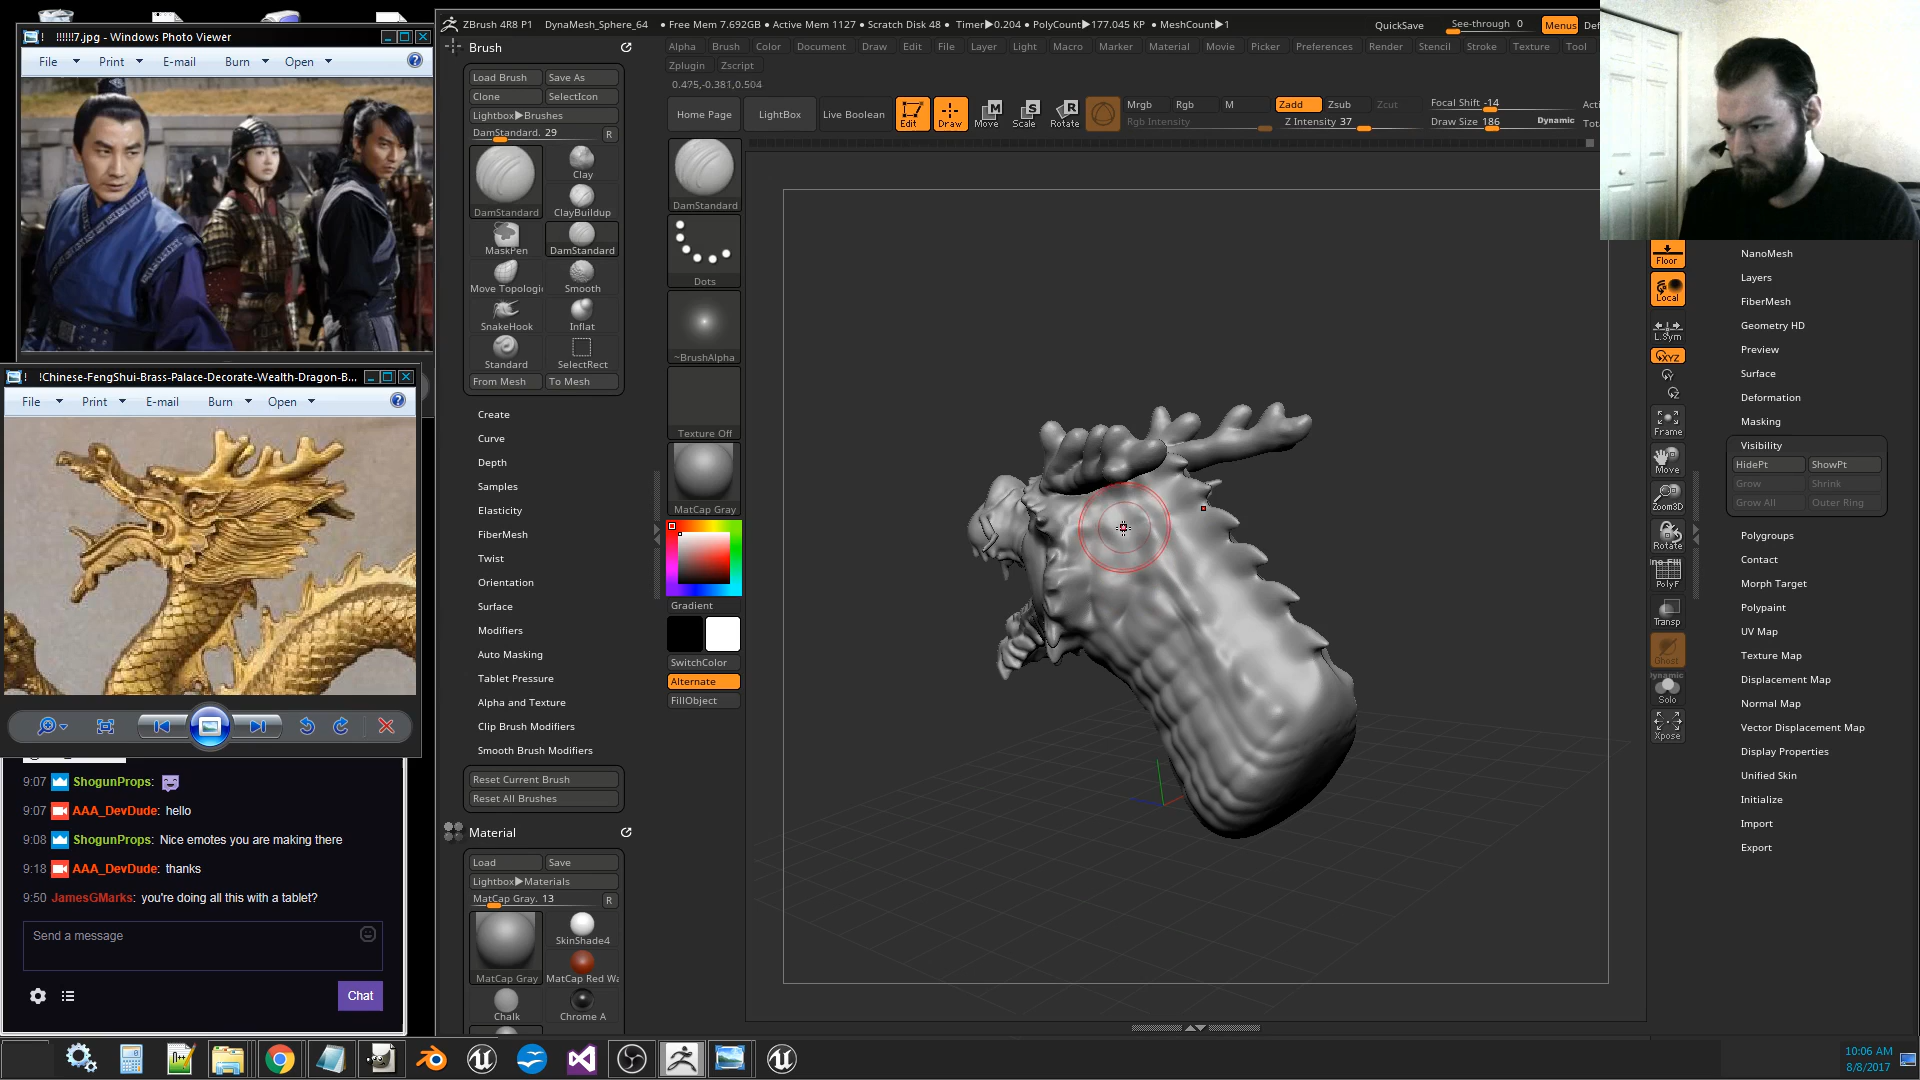 !!!!!!7.jpg - Windows Photo Viewer
File Print E-mail Burn Open
!Chinese-FengShui-Brass-Palace-Decorate-Wealth-Dragon-B...
File Print E-mail Burn Open
9:07 ShogunProps:
9:07 AAA_DevDude: hello
9:08 ShogunProps: Nice emotes you are making there
9:18 AAA_DevDude: thanks
9:50 JamesGMarks: you're doing all this with a tablet?
Send a message
Chat
ZBrush 4R8 P1 DynaMesh_Sphere_64 • Free Mem 7.692GB • Active Mem 1127 • Scratch Disk 48 • Timer▶0.204 • PolyCount▶177.045 KP • MeshCount▶1
QuickSave
See-through 0
Menus
Brush
Load Brush Save As
Clone SelectIcon
Lightbox▶Brushes
DamStandard. 29 R
DamStandard
Clay
ClayBuildup
MaskPen DamStandard
Smooth
SnakeHook Inflat
Standard SelectRect
From Mesh To Mesh
Create
Curve
Depth
Samples
Elasticity
FiberMesh
Twist
Orientation
Surface
Modifiers
Auto Masking
Tablet Pressure
Alpha and Texture
Clip Brush Modifiers
Smooth Brush Modifiers
Reset Current Brush
Reset All Brushes
Material
Load Save
Lightbox▶Materials
MatCap Gray. 13 R
MatCap Gray
SkinShade4
Chalk
Chrome A
Alpha Brush Color Document Draw Edit File Layer Light Macro Marker Material Movie Picker Preferences Render Stencil Stroke Texture Tool
Zplugin Zscript
0.475,-0.381,0.504
Home Page
LightBox
Live Boolean
Edit Draw Move Scale Rotate
Mrgb Rgb M
Rgb Intensity
Zadd Zsub Zcut
Z Intensity 37
Focal Shift -14
Draw Size 186 Dynamic
DamStandard
Dots
~BrushAlpha
Texture Off
MatCap Gray
Gradient
SwitchColor
Alternate
FillObject
Floor
Local
L.Sym
XYZ
Frame
Move
Zoom3D
Rotate
PolyF
Transp
Ghost
Dynamic
Solo
Xpose
NanoMesh
Layers
FiberMesh
Geometry HD
Preview
Surface
Deformation
Masking
Visibility
HidePt ShowPt
Grow Shrink
Grow All Outer Ring
Polygroups
Contact
Morph Target
Polypaint
UV Map
Texture Map
Displacement Map
Normal Map
Vector Displacement Map
Display Properties
Unified Skin
Initialize
Import
Export
10:06 AM
8/8/2017